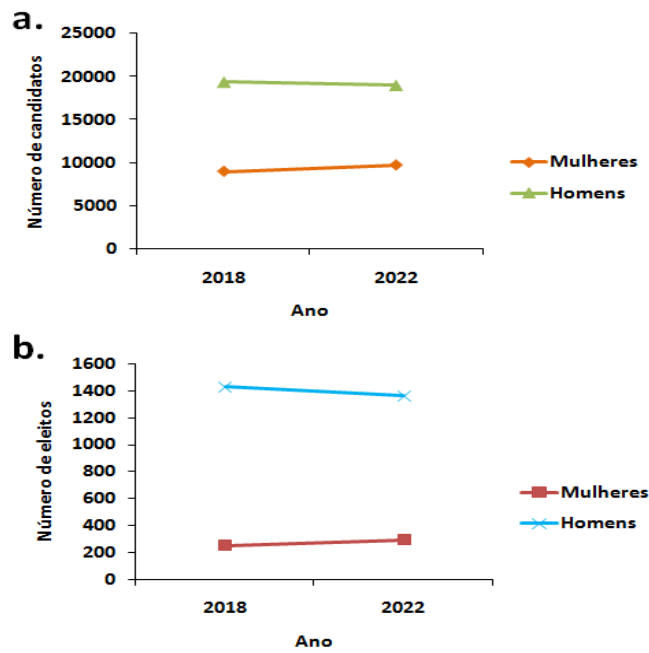 a.
25000
20000
15000
10000
5000
0
Número de candidatos
2018 2022
Ano
Mulheres
Homens
b.
1600
1400
1200
1000
800
600
400
200
0
Número de eleitos
2018 2022
Ano
Mulheres
Homens